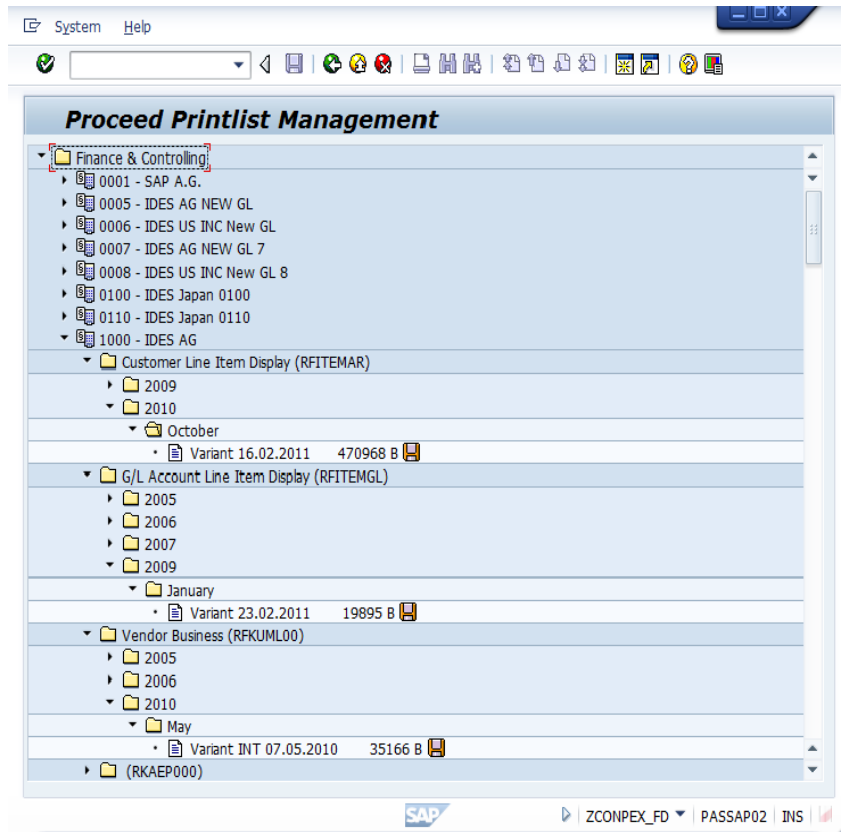 System Help
Proceed Printlist Management
Finance & Controlling
0001 - SAP A.G.
0005 - IDES AG NEW GL
0006 - IDES US INC New GL
0007 - IDES AG NEW GL 7
0008 - IDES US INC New GL 8
0100 - IDES Japan 0100
0110 - IDES Japan 0110
1000 - IDES AG
Customer Line Item Display (RFITEMAR)
2009
2010
October
Variant 16.02.2011 470968 B
G/L Account Line Item Display (RFITEMGL)
2005
2006
2007
2009
January
Variant 23.02.2011 19895 B
Vendor Business (RFKUML00)
2005
2006
2010
May
Variant INT 07.05.2010 35166 B
(RKAEP000)
SAP ZCONPEX_FD PASSAP02 INS